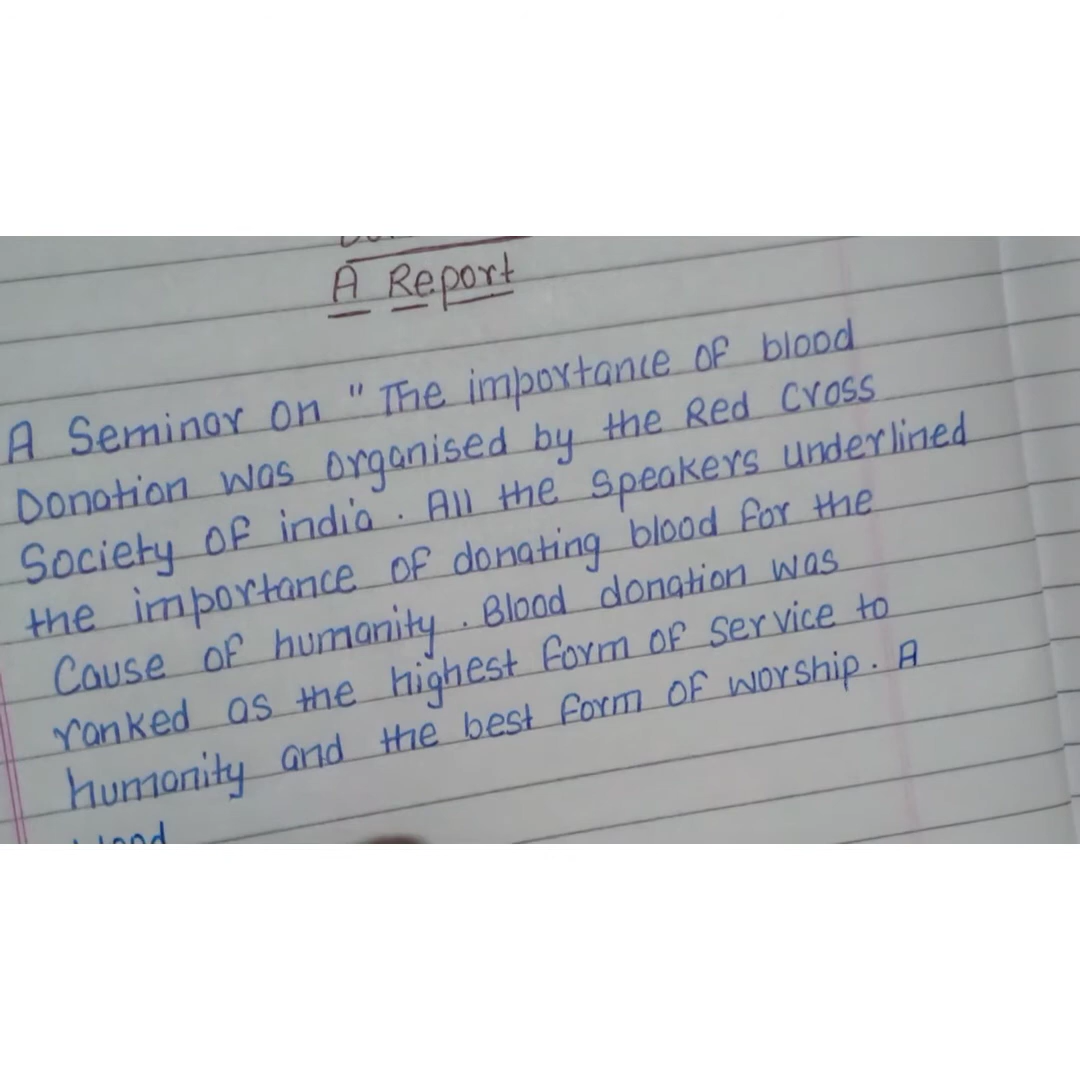 A Report
A Seminar on " The importance of blood
Donation was organised by the Red Cross
Society of india. All the speakers underlined
the importance of donating blood for the
Cause of humanity. Blood donation was
ranked as the highest form of service to
humanity and the best form of worship. A